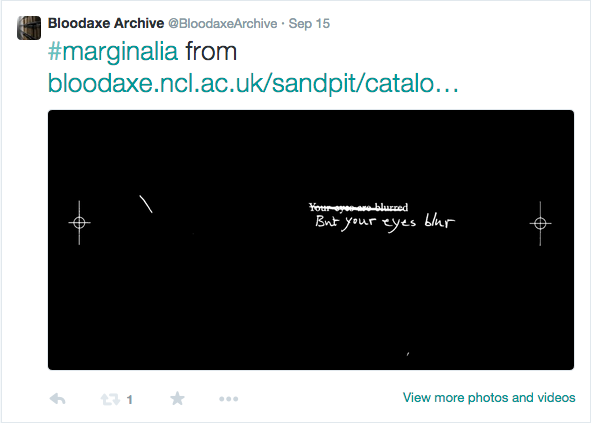 Bloodaxe Archive @BloodaxeArchive · Sep 15
#marginalia from
bloodaxe.ncl.ac.uk/sandpit/catalo…
Your eyes are blurred
But your eyes blur
1
View more photos and videos